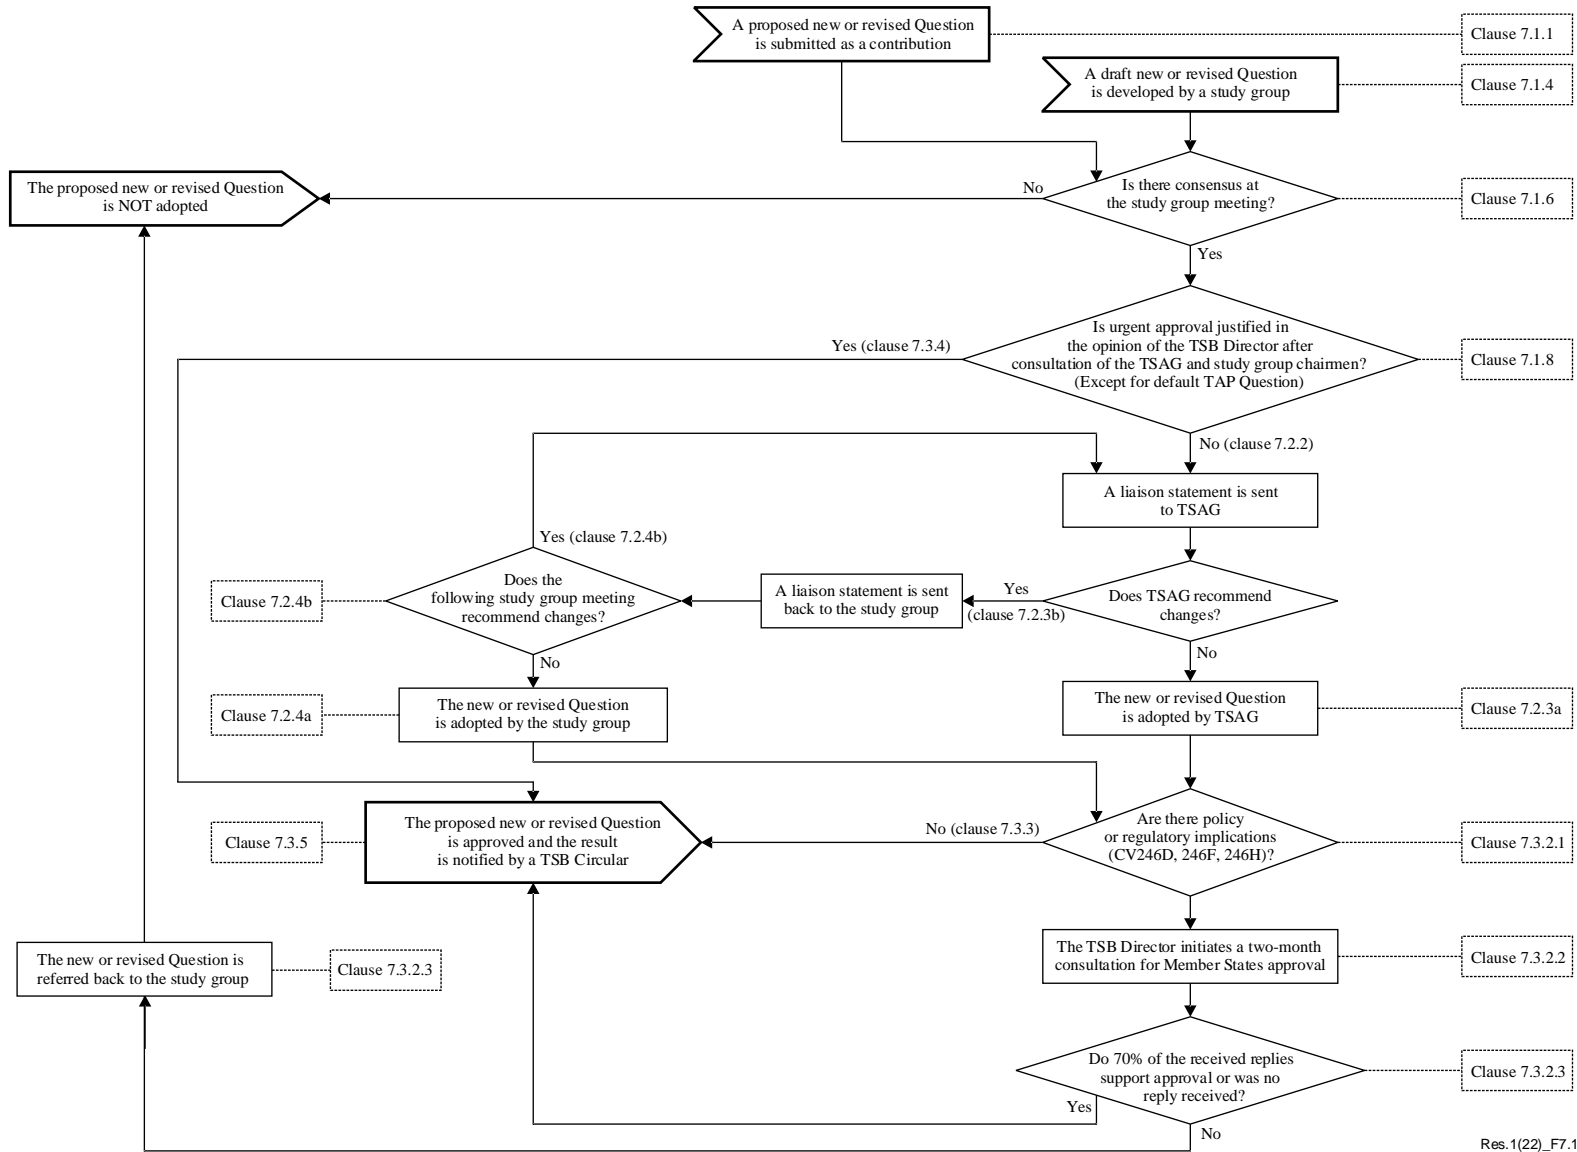 A proposed new or revised Question
is submitted as a contribution
Clause 7.1.1
A draft new or revised Question
is developed by a study group
Clause 7.1.4
The proposed new or revised Question
is NOT adopted
No
Is there consensus at
the study group meeting?
Clause 7.1.6
Yes
Is urgent approval justified in
the opinion of the TSB Director after
consultation of the TSAG and study group chairmen?
(Except for default TAP Question)
Yes (clause 7.3.4)
Clause 7.1.8
No (clause 7.2.2)
A liaison statement is sent
to TSAG
Yes (clause 7.2.4b)
Clause 7.2.4b
Does the
following study group meeting
recommend changes?
A liaison statement is sent
back to the study group
Yes
(clause 7.2.3b)
Does TSAG recommend
changes?
No
No
Clause 7.2.4a
The new or revised Question
is adopted by the study group
The new or revised Question
is adopted by TSAG
Clause 7.2.3a
Clause 7.3.5
The proposed new or revised Question
is approved and the result
is notified by a TSB Circular
No (clause 7.3.3)
Are there policy
or regulatory implications
(CV246D, 246F, 246H)?
Clause 7.3.2.1
The new or revised Question is
referred back to the study group
Clause 7.3.2.3
The TSB Director initiates a two-month
consultation for Member States approval
Clause 7.3.2.2
Do 70% of the received replies
support approval or was no
reply received?
Clause 7.3.2.3
Yes
No
Res.1(22)_F7.1